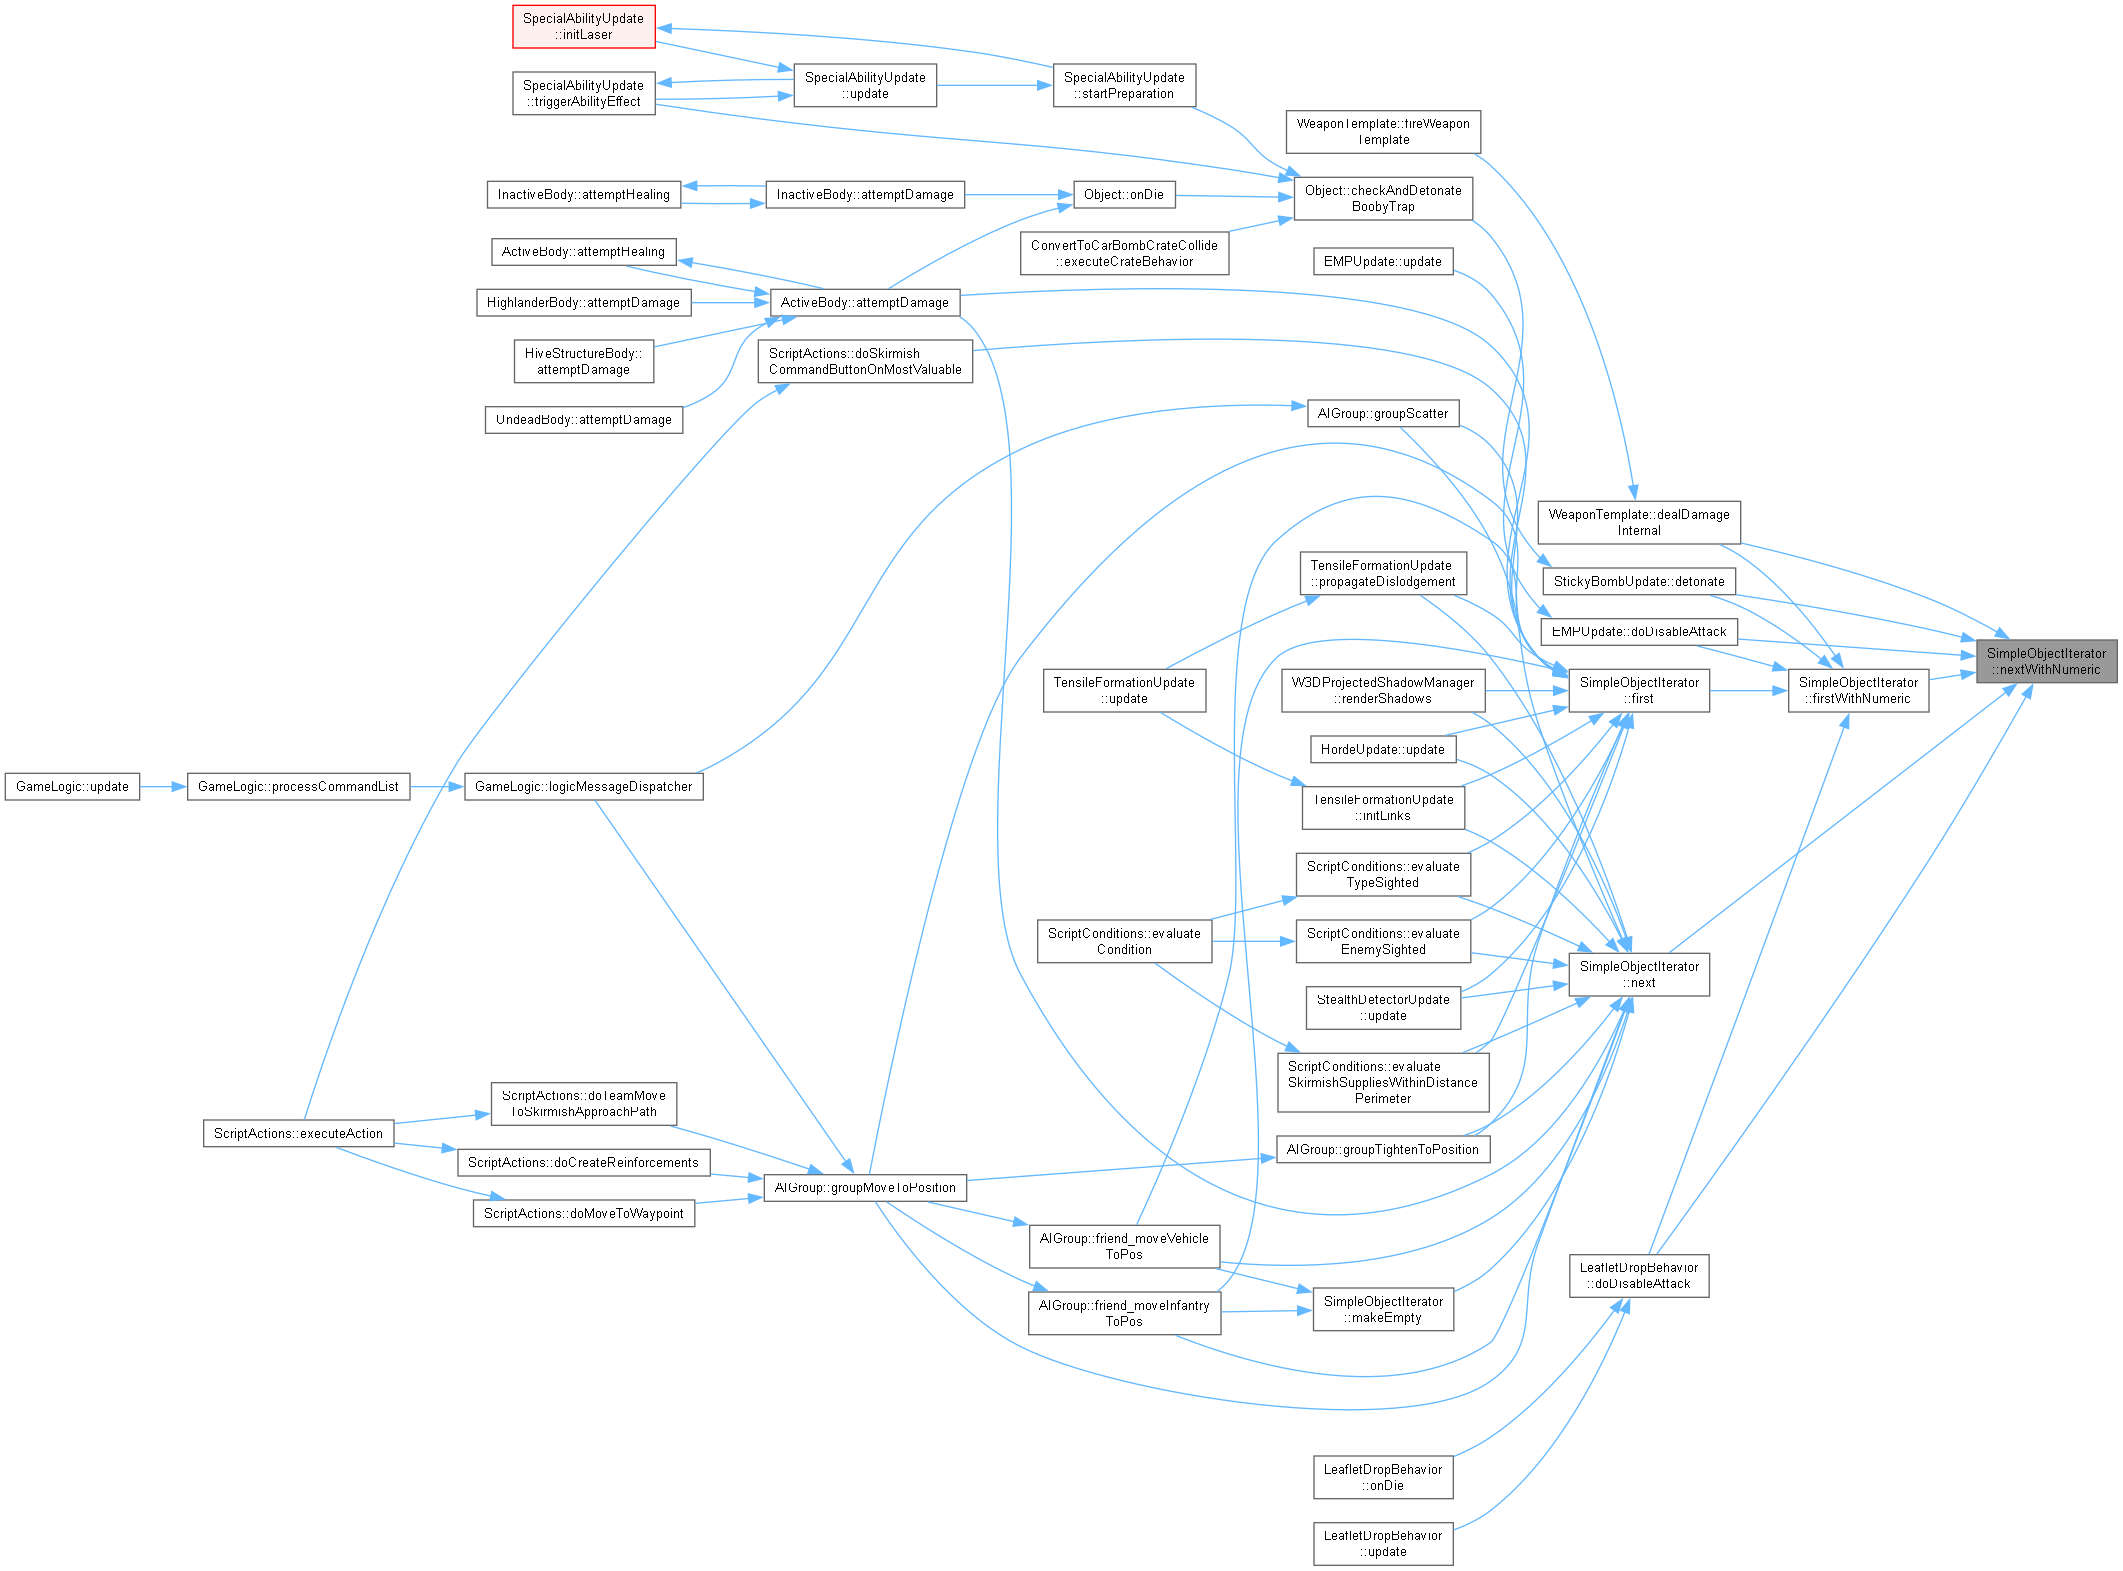 SpecialAbilityUpdate
::initLaser
SpecialAbilityUpdate
::triggerAbilityEffect
SpecialAbilityUpdate
::update
SpecialAbilityUpdate
::startPreparation
WeaponTemplate::fireWeapon
Template
InactiveBody::attemptHealing
InactiveBody::attemptDamage
Object::onDie
Object::checkAndDetonate
BoobyTrap
ActiveBody::attemptHealing
ConvertToCarBombCrateCollide
::executeCrateBehavior
EMPUpdate::update
HighlanderBody::attemptDamage
ActiveBody::attemptDamage
HiveStructureBody::
attemptDamage
ScriptActions::doSkirmish
CommandButtonOnMostValuable
UndeadBody::attemptDamage
AIGroup::groupScatter
WeaponTemplate::dealDamage
Internal
TensileFormationUpdate
::propagateDislodgement
StickyBombUpdate::detonate
EMPUpdate::doDisableAttack
SimpleObjectIterator
::nextWithNumeric
TensileFormationUpdate
::update
W3DProjectedShadowManager
::renderShadows
SimpleObjectIterator
::first
SimpleObjectIterator
::firstWithNumeric
HordeUpdate::update
GameLogic::update
GameLogic::processCommandList
GameLogic::logicMessageDispatcher
TensileFormationUpdate
::initLinks
ScriptConditions::evaluate
TypeSighted
ScriptConditions::evaluate
Condition
ScriptConditions::evaluate
EnemySighted
SimpleObjectIterator
::next
StealthDetectorUpdate
::update
ScriptConditions::evaluate
SkirmishSuppliesWithinDistance
Perimeter
ScriptActions::doTeamMove
ToSkirmishApproachPath
ScriptActions::executeAction
AIGroup::groupTightenToPosition
ScriptActions::doCreateReinforcements
AIGroup::groupMoveToPosition
ScriptActions::doMoveToWaypoint
AIGroup::friend_moveVehicle
ToPos
LeafletDropBehavior
::doDisableAttack
AIGroup::friend_moveInfantry
ToPos
SimpleObjectIterator
::makeEmpty
LeafletDropBehavior
::onDie
LeafletDropBehavior
::update